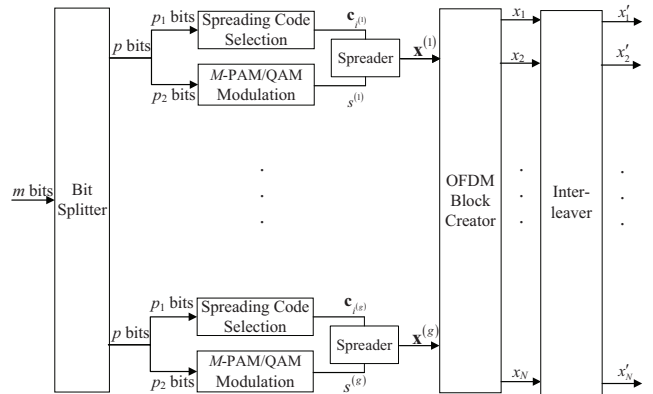 m bits
Bit
Splitter
p bits
p₁ bits
Spreading Code
Selection
c_{i^{(1)}}
p₂ bits
M-PAM/QAM
Modulation
s^{(1)}
Spreader
x^{(1)}
. . .
p bits
p₁ bits
Spreading Code
Selection
c_{i^{(g)}}
p₂ bits
M-PAM/QAM
Modulation
s^{(g)}
Spreader
x^{(g)}
OFDM
Block
Creator
x₁
x₂
. . .
x_N
Inter-
leaver
x′₁
x′₂
. . .
x′_N